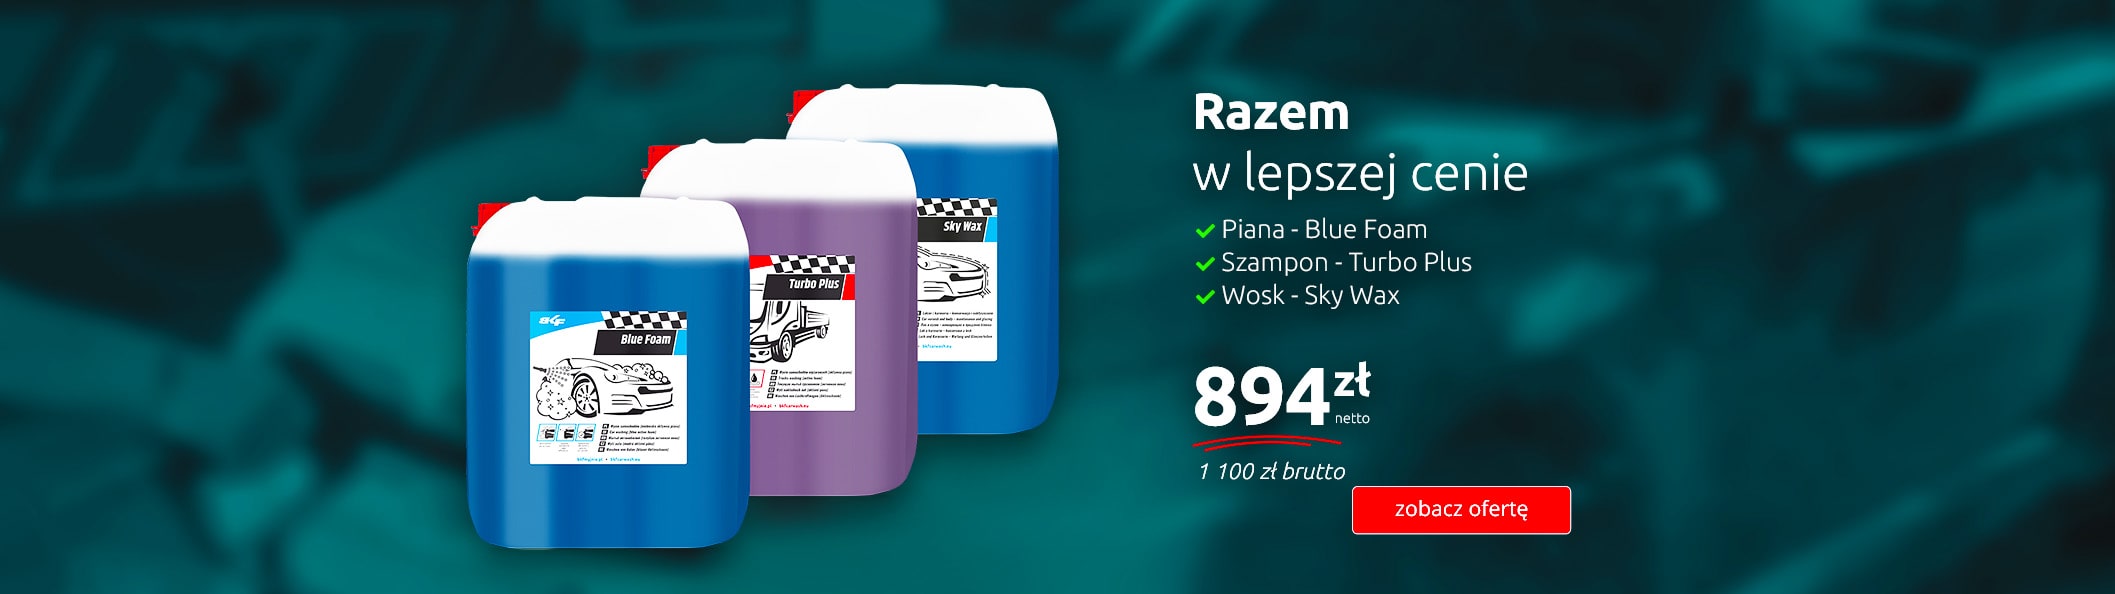 Razem
w lepszej cenie
Piana - Blue Foam
Szampon - Turbo Plus
Wosk - Sky Wax
894 zł
netto
1 100 zł brutto
zobacz ofertę
Sky Wax
Turbo Plus
BKF
Blue Foam